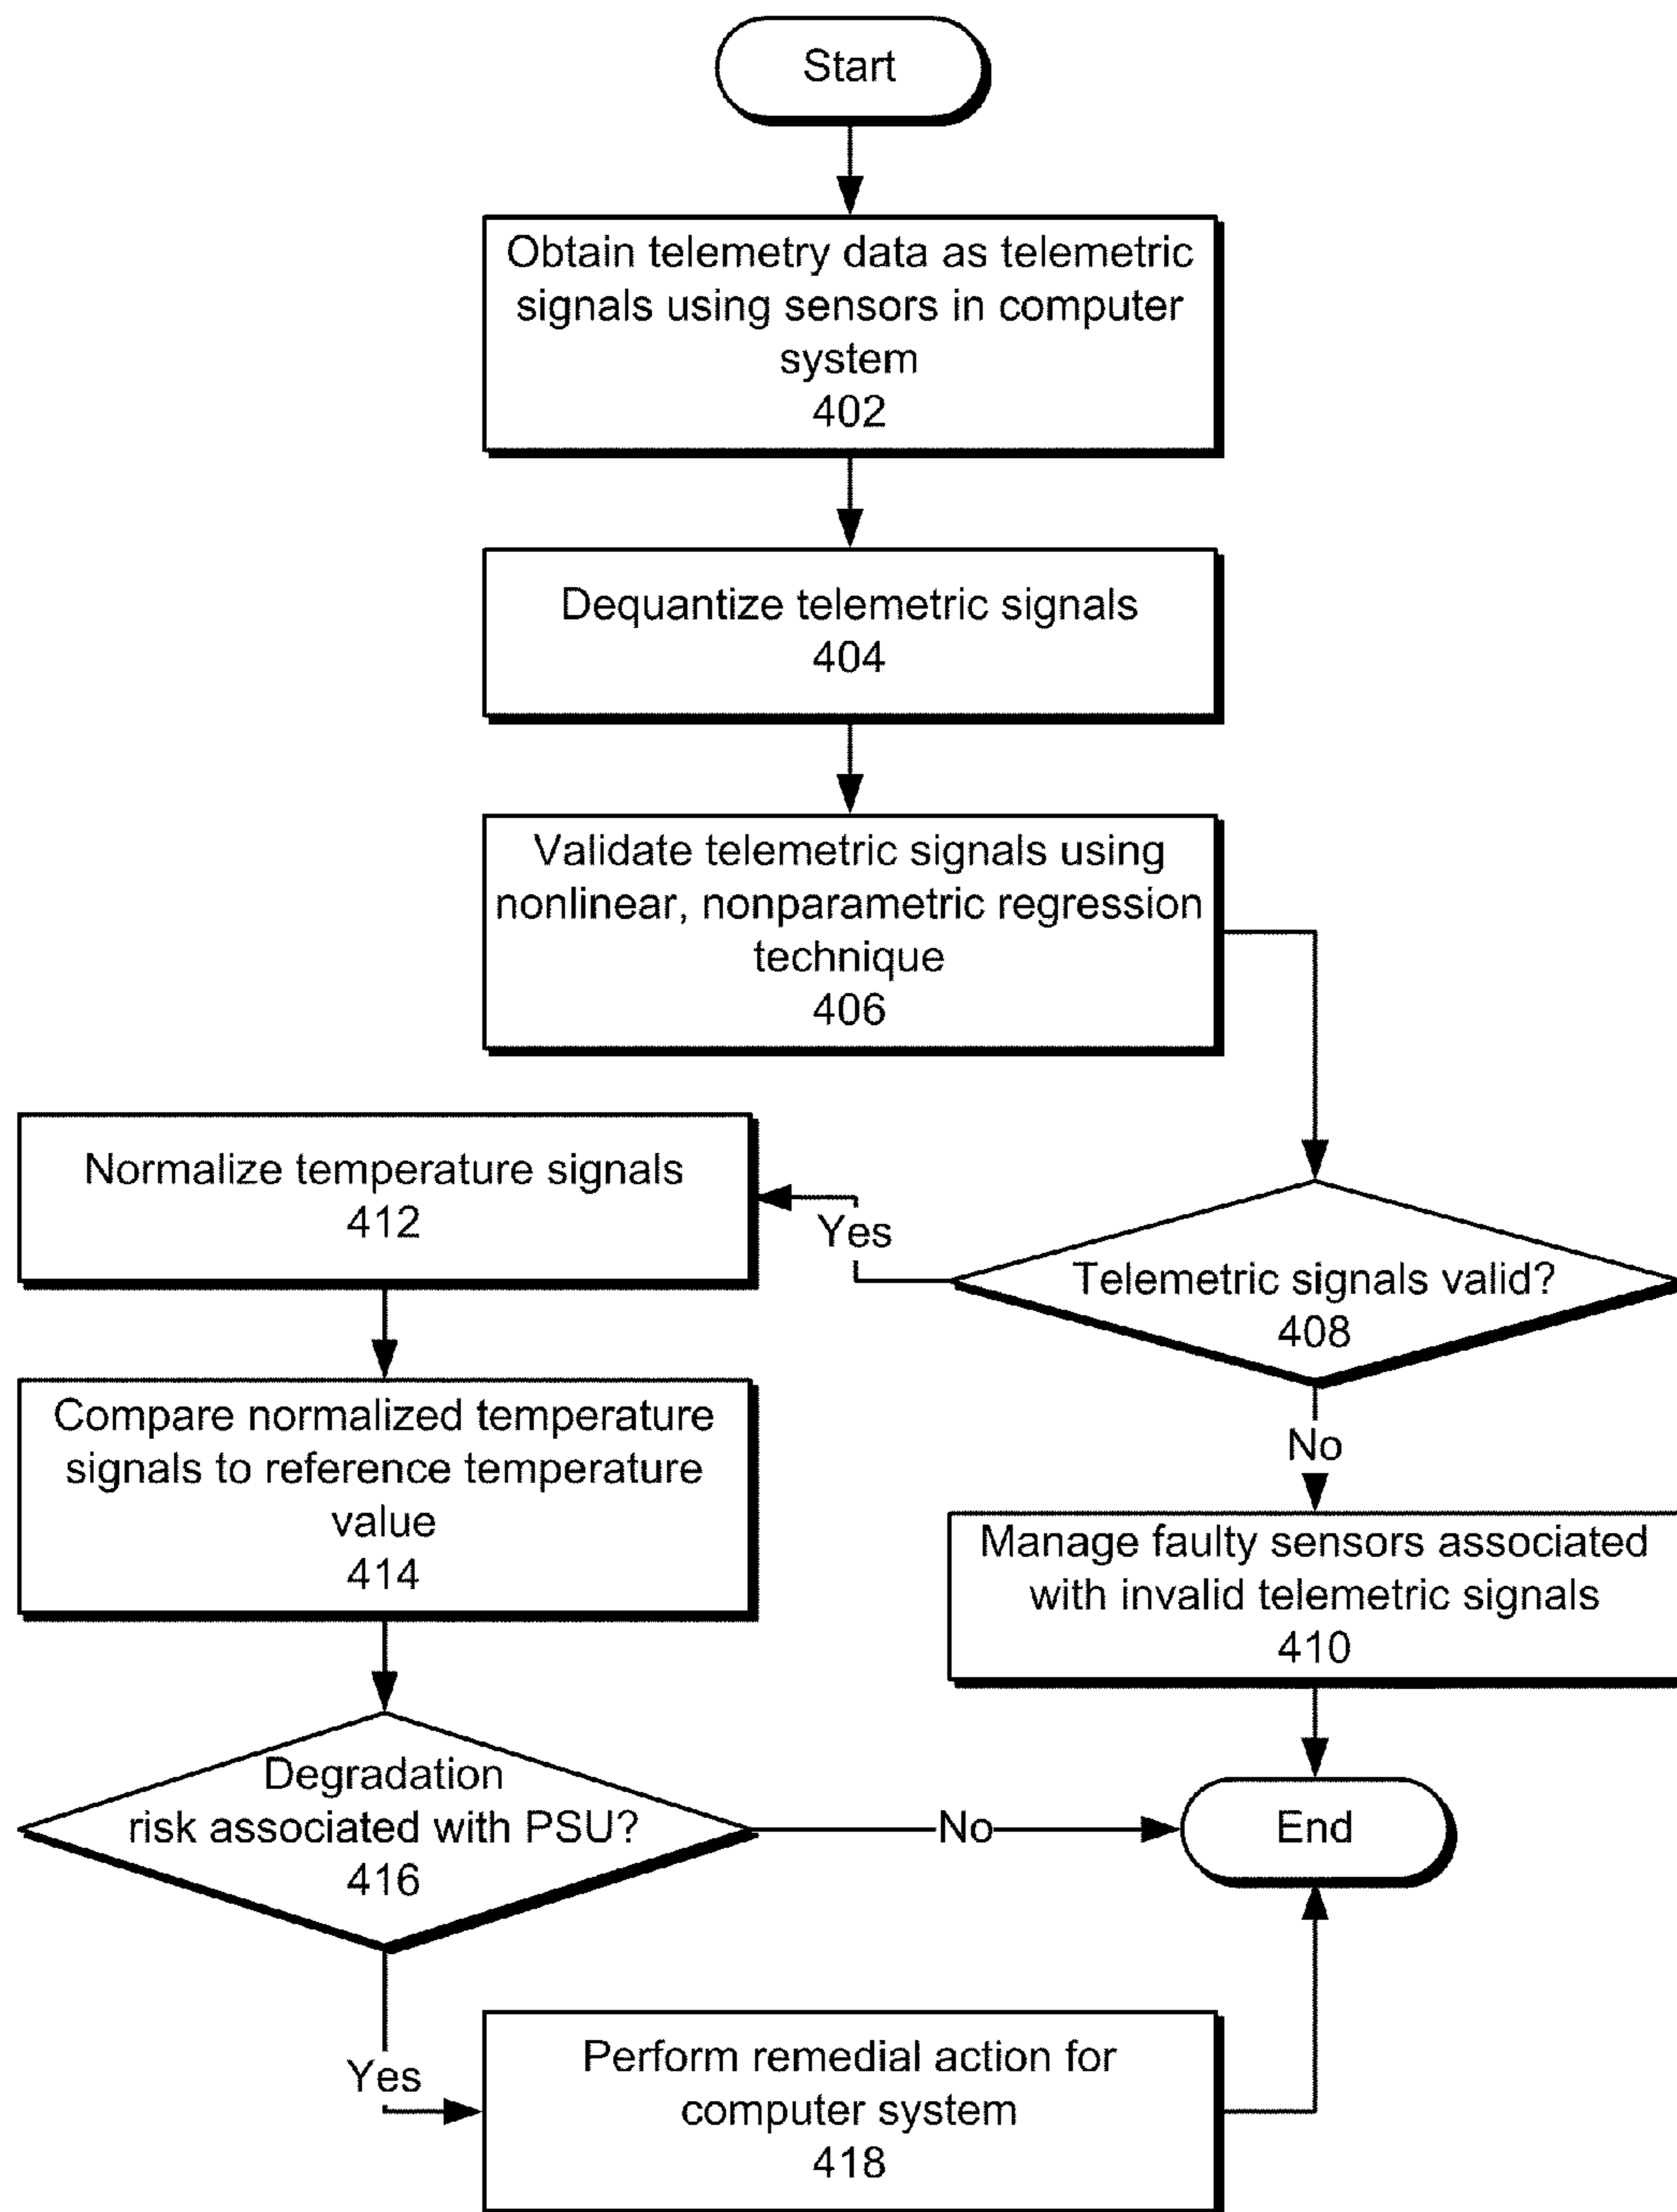 Start
Obtain telemetry data as telemetric
signals using sensors in computer
system
402
Dequantize telemetric signals
404
Validate telemetric signals using
nonlinear, nonparametric regression
technique
406
Normalize temperature signals
412
Yes
Telemetric signals valid?
408
Compare normalized temperature
signals to reference temperature
value
414
No
Manage faulty sensors associated
with invalid telemetric signals
410
Degradation
risk associated with PSU?
416
No
End
Yes
Perform remedial action for
computer system
418